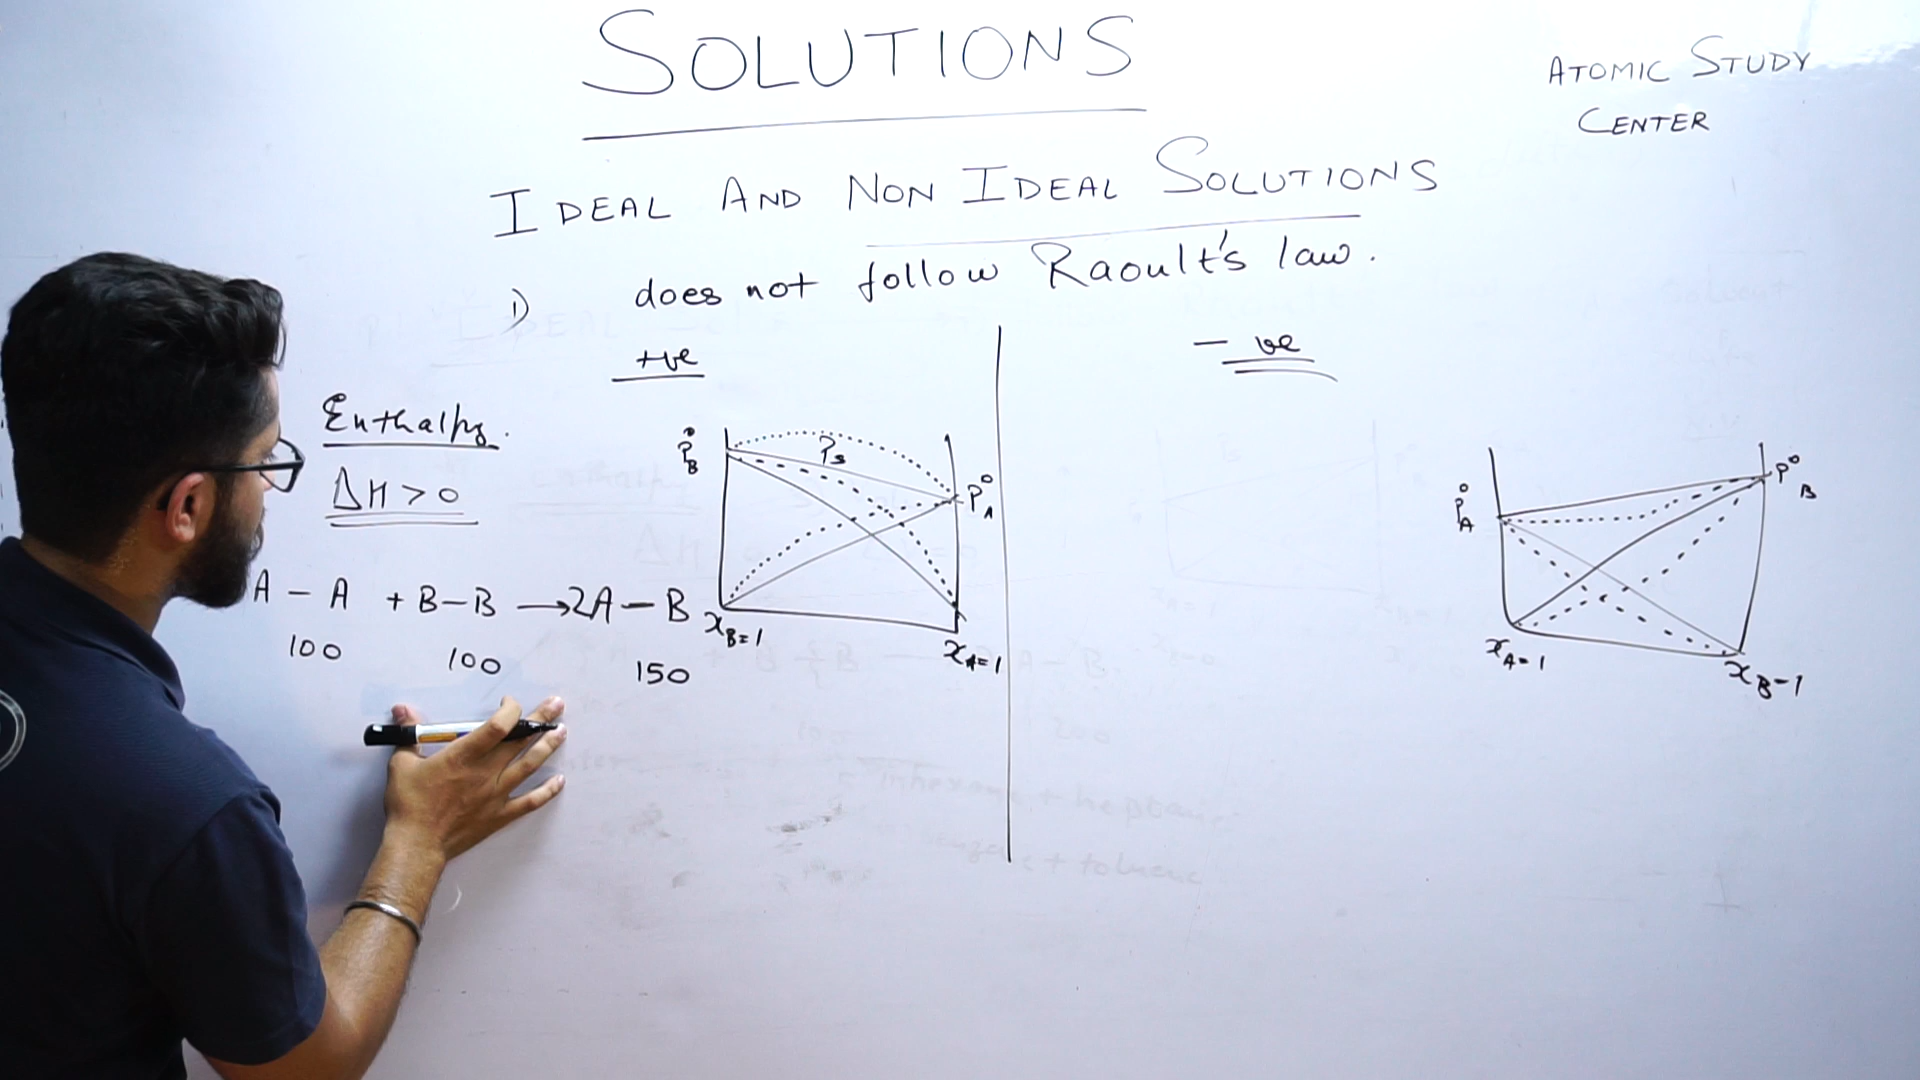 SOLUTIONS
ATOMIC STUDY
CENTER
IDEAL AND NON IDEAL SOLUTIONS
1) does not follow Raoult's law.
+ve
Enthalpy.
ΔH > 0
A - A + B - B → 2A - B
100 100 150
P°B
Ps
P°A
xB=1
xA=1
- ve
P°A
P°B
xA=1
xB-1